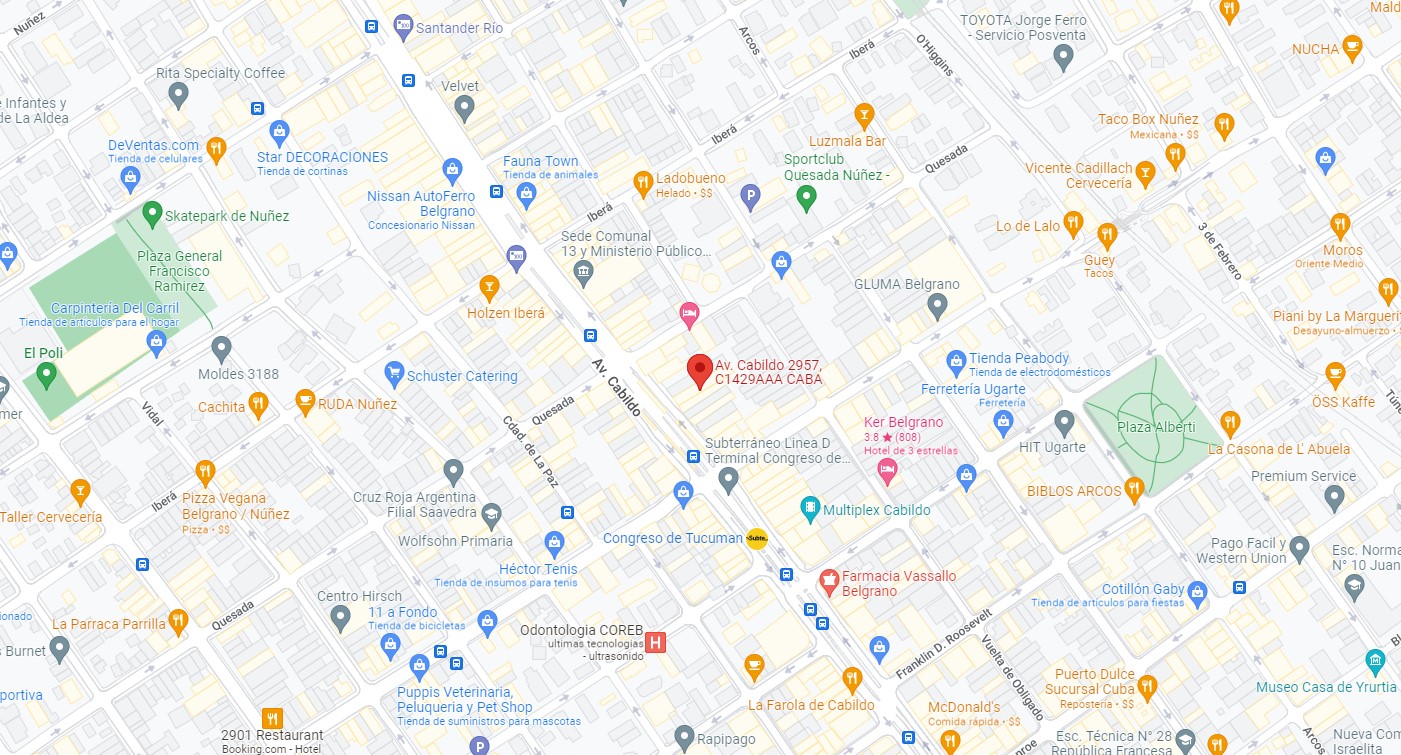 Nuñez
Santander Río
Arcos
Iberá
O'Higgins
TOYOTA Jorge Ferro
- Servicio Posventa
NUCHA
Rita Specialty Coffee
Velvet
Infantes y
de La Aldea
DeVentas.com
Tienda de celulares
Star DECORACIONES
Tienda de cortinas
Nissan AutoFerro
Belgrano
Concesionario Nissan
Fauna Town
Tienda de animales
Iberá
Luzmala Bar
Sportclub
Quesada Núñez -
Quesada
Taco Box Nuñez
Mexicana • $$
Vicente Cadillach
Cervecería
Ladobueno
Helado • $$
Iberá
Skatepark de Nuñez
Plaza General
Francisco
Ramirez
Sede Comunal
13 y Ministerio Público...
Lo de Lalo
Guey
Tacos
3 de Febrero
Moros
Oriente Medio
Carpintería Del Carril
Tienda de artículos para el hogar
Holzen Iberá
GLUMA Belgrano
Piani by La Marguerit
Desayuno-almuerzo •
El Poli
Moldes 3188
Av. Cabildo
Av. Cabildo 2957,
C1429AAA CABA
Schuster Catering
Tienda Peabody
Tienda de electrodomésticos
Ferretería Ugarte
Ferretería
Cachita
RUDA Nuñez
Vidal
Quesada
Cdad. de La Paz
ÖSS Kaffe
Plaza Alberti
Ker Belgrano
3.8 ★ (808)
Hotel de 3 estrellas
HIT Ugarte
La Casona de L' Abuela
Subterráneo Linea D
Terminal Congreso de...
Iberá
Pizza Vegana
Belgrano / Núñez
Pizza • $$
Taller Cervecería
Cruz Roja Argentina
Filial Saavedra
Wolfsohn Primaria
BIBLOS ARCOS
Premium Service
Multiplex Cabildo
Congreso de Tucuman
Subte
Héctor Tenis
Tienda de insumos para tenis
Pago Facil y
Western Union
Esc. Norma
N° 10 Juan
Farmacia Vassallo
Belgrano
Cotillón Gaby
Tienda de artículos para fiestas
Centro Hirsch
11 a Fondo
Tienda de bicicletas
Quesada
La Parraca Parrilla
Burnet
Odontologia COREB
ultimas tecnologias
- ultrasonido
H
Franklin D. Roosevelt
Vuelta de Obligado
Puerto Dulce
Sucursal Cuba
Repostería • $$
Museo Casa de Yrurtia
Puppis Veterinaria,
Peluqueria y Pet Shop
Tienda de suministros para mascotas
La Farola de Cabildo
McDonald's
Comida rápida • $$
2901 Restaurant
Booking.com - Hotel
P
Rapipago
Esc. Técnica N° 28
República Francesa
Arcos
Nueva Com
Israelita